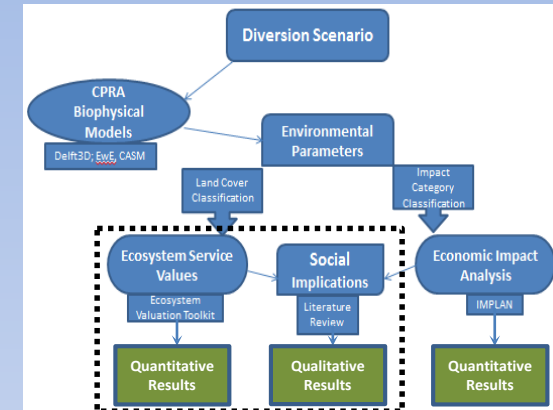 Diversion Scenario
CPRA
Biophysical
Models
Delft3D; EwE, CASM
Environmental
Parameters
Land Cover
Classification
Impact
Category
Classification
Ecosystem Service
Values
Ecosystem
Valuation Toolkit
Social
Implications
Literature
Review
Economic Impact
Analysis
IMPLAN
Quantitative
Results
Qualitative
Results
Quantitative
Results